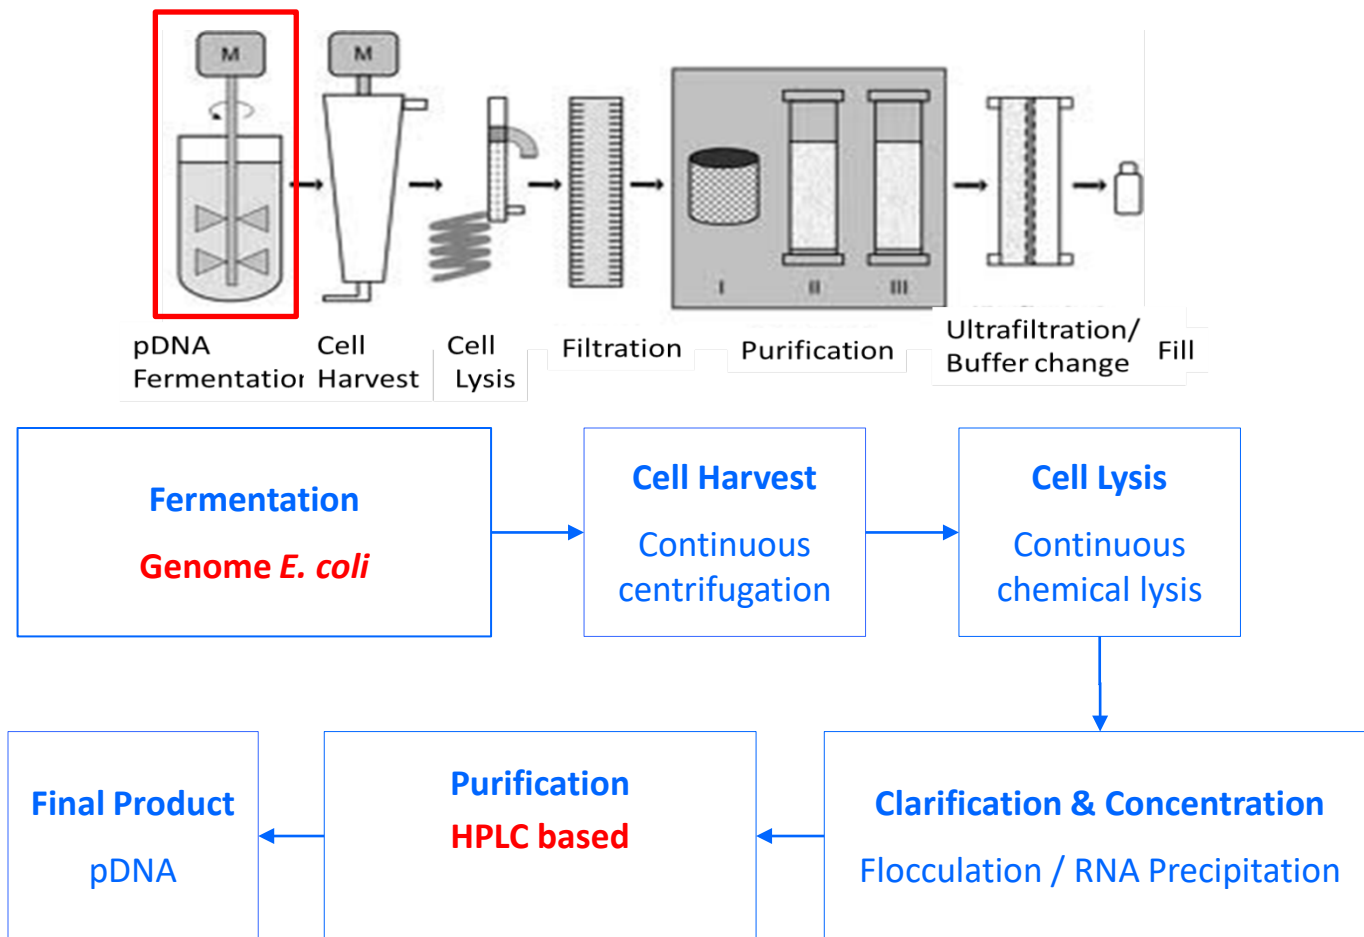 M
M
I
II
III
pDNA
Fermentation
Cell
Harvest
Cell
Lysis
Filtration
Purification
Ultrafiltration/
Buffer change
Fill
Fermentation
Genome E. coli
Cell Harvest
Continuous
centrifugation
Cell Lysis
Continuous
chemical lysis
Final Product
pDNA
Purification
HPLC based
Clarification & Concentration
Flocculation / RNA Precipitation